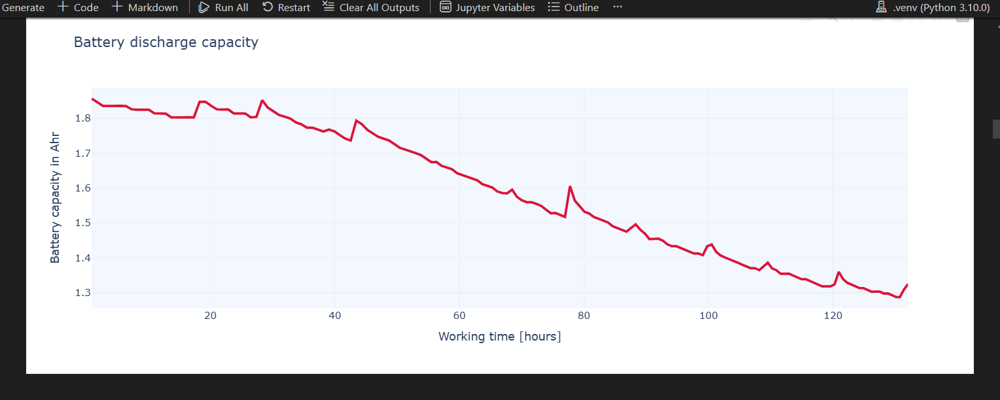 Generate + Code + Markdown Run All Restart Clear All Outputs Jupyter Variables Outline ... .venv (Python 3.10.0)
Battery discharge capacity
Battery capacity in Ahr
1.8
1.7
1.6
1.5
1.4
1.3
20 40 60 80 100 120
Working time [hours]